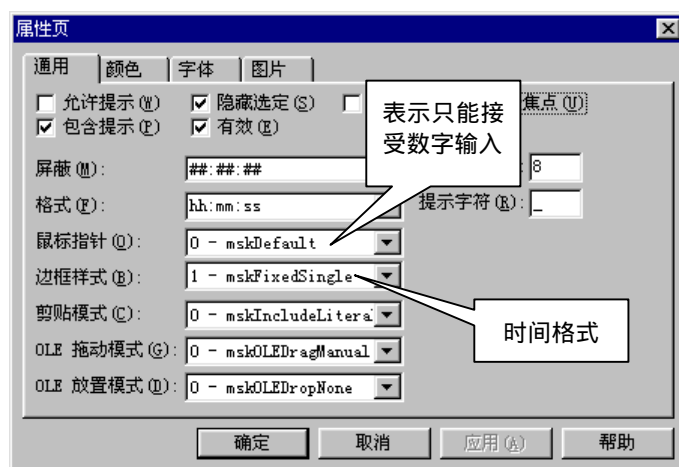 属性页
通用 颜色 字体 图片
允许提示(W) 隐藏选定(S) 焦点(U)
包含提示(P) 有效(E)
表示只能接
受数字输入
屏蔽(M): ##:##:## : 8
格式(F): hh:mm:ss 提示字符(R): _
鼠标指针(O): 0 - mskDefault
边框样式(B): 1 - mskFixedSingle
剪贴模式(C): 0 - mskIncludeLitera
时间格式
OLE 拖动模式(G): 0 - mskOLEDragManual
OLE 放置模式(D): 0 - mskOLEDropNone
确定 取消 应用(A) 帮助